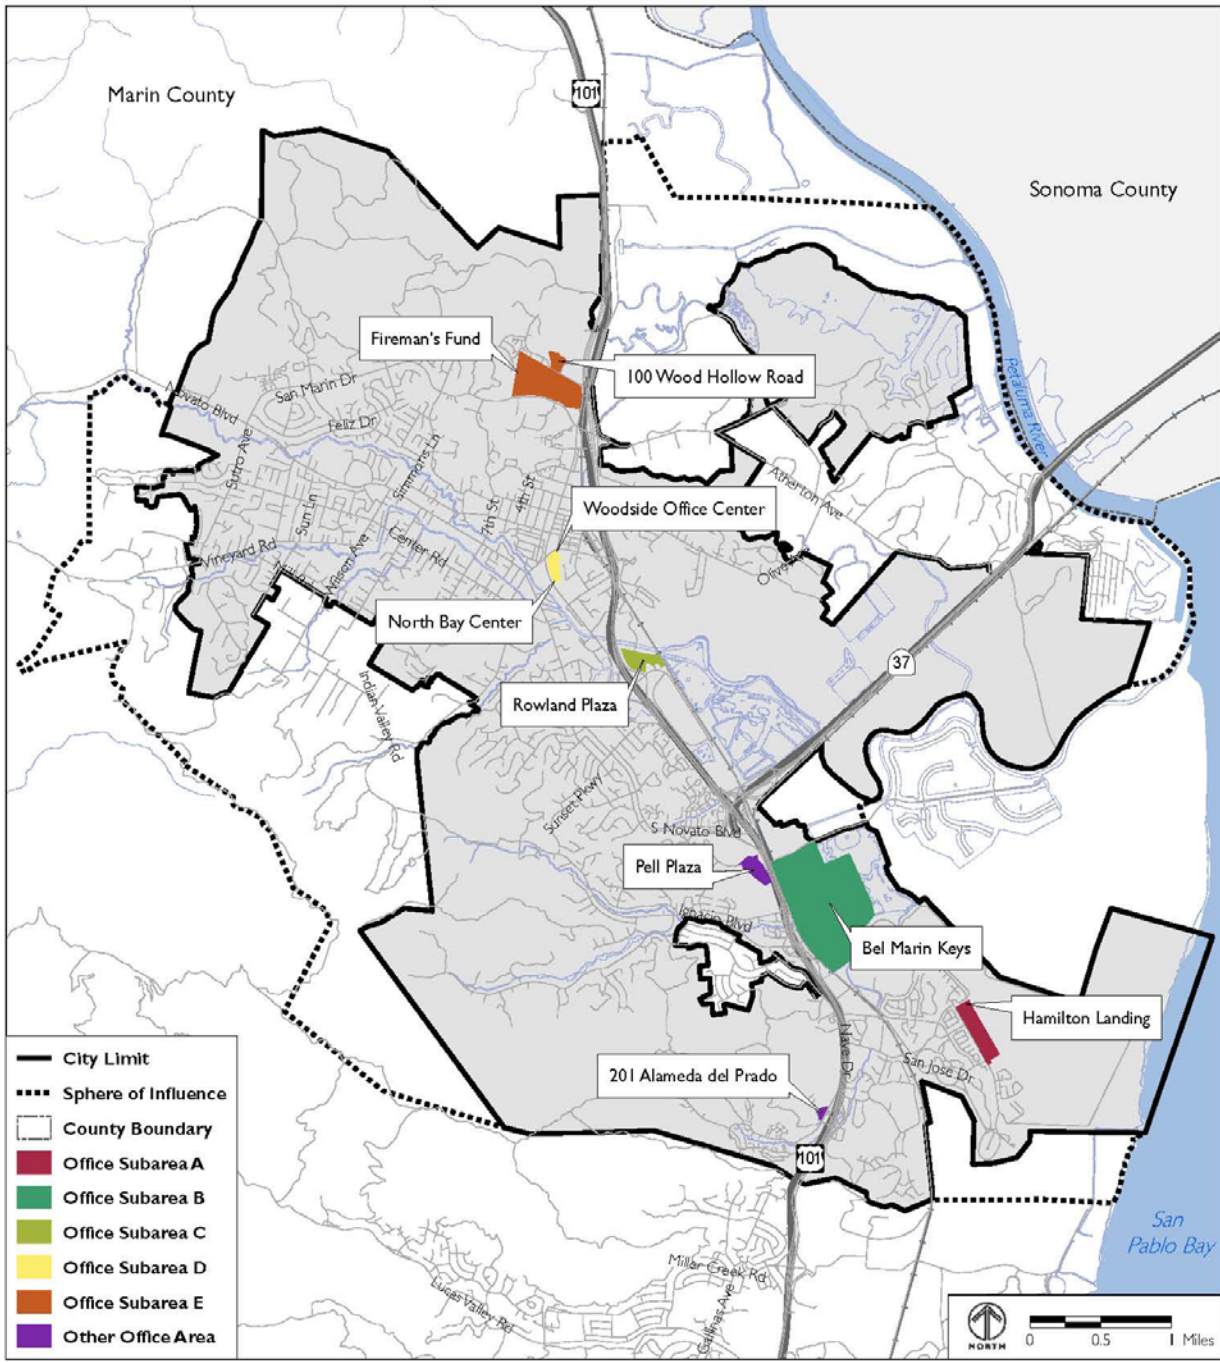 Marin County
101
Sonoma County
Fireman's Fund
100 Wood Hollow Road
San Marin Dr
Novato Blvd
Feliz Dr
Petaluma River
Sutro Ave
Simmons Ln
Atherton Ave
4th St
7th St
Sun Ln
Woodside Office Center
Center Rd
Wilson Ave
Vineyard Rd
North Bay Center
37
Rowland Plaza
Indian Valley Rd
Sunset Pkwy
S Novato Blvd
Pell Plaza
Ignacio Blvd
Bel Marin Keys
Hamilton Landing
Nave Dr
San Jose Dr
201 Alameda del Prado
101
City Limit
Sphere of Influence
County Boundary
Office Subarea A
Office Subarea B
Office Subarea C
Office Subarea D
Office Subarea E
Other Office Area
San
Pablo Bay
Miller Creek Rd
Lucas Valley Rd
Gallinas Ave
NORTH
0 0.5 1 Miles